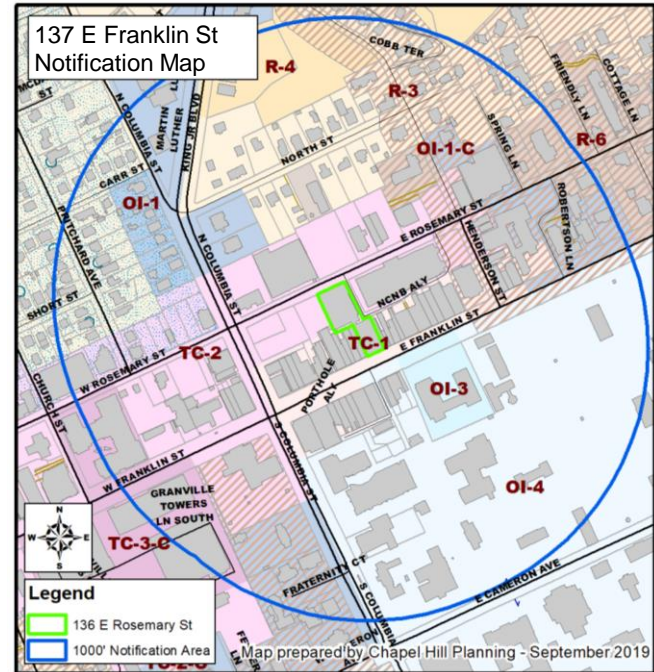 137 E Franklin St
Notification Map
COBB TER
R-4
R-3
FRIENDLY LN
COTTAGE LN
ST
N COLUMBIA ST
MARTIN
LUTHER
KING JR BLVD
SPRING LN
R-6
NORTH ST
OI-1-C
CARR ST
OI-1
PRITCHARD AVE
N COLUMBIA ST
E ROSEMARY ST
HENDERSON ST
ROBERTSON LN
SHORT ST
NCNB ALY
E FRANKLIN ST
TC-1
TC-2
W ROSEMARY ST
PORTHOLE
ALY
OI-3
CHURCH ST
S COLUMBIA ST
W FRANKLIN ST
OI-4
GRANVILLE
TOWERS
LN SOUTH
N
W E
S
TC-3-C
FRATERNITY CT
E CAMERON AVE
S COLUMBIA
Legend
136 E Rosemary St
1000' Notification Area
LN
Map prepared by Chapel Hill Planning - September 2019